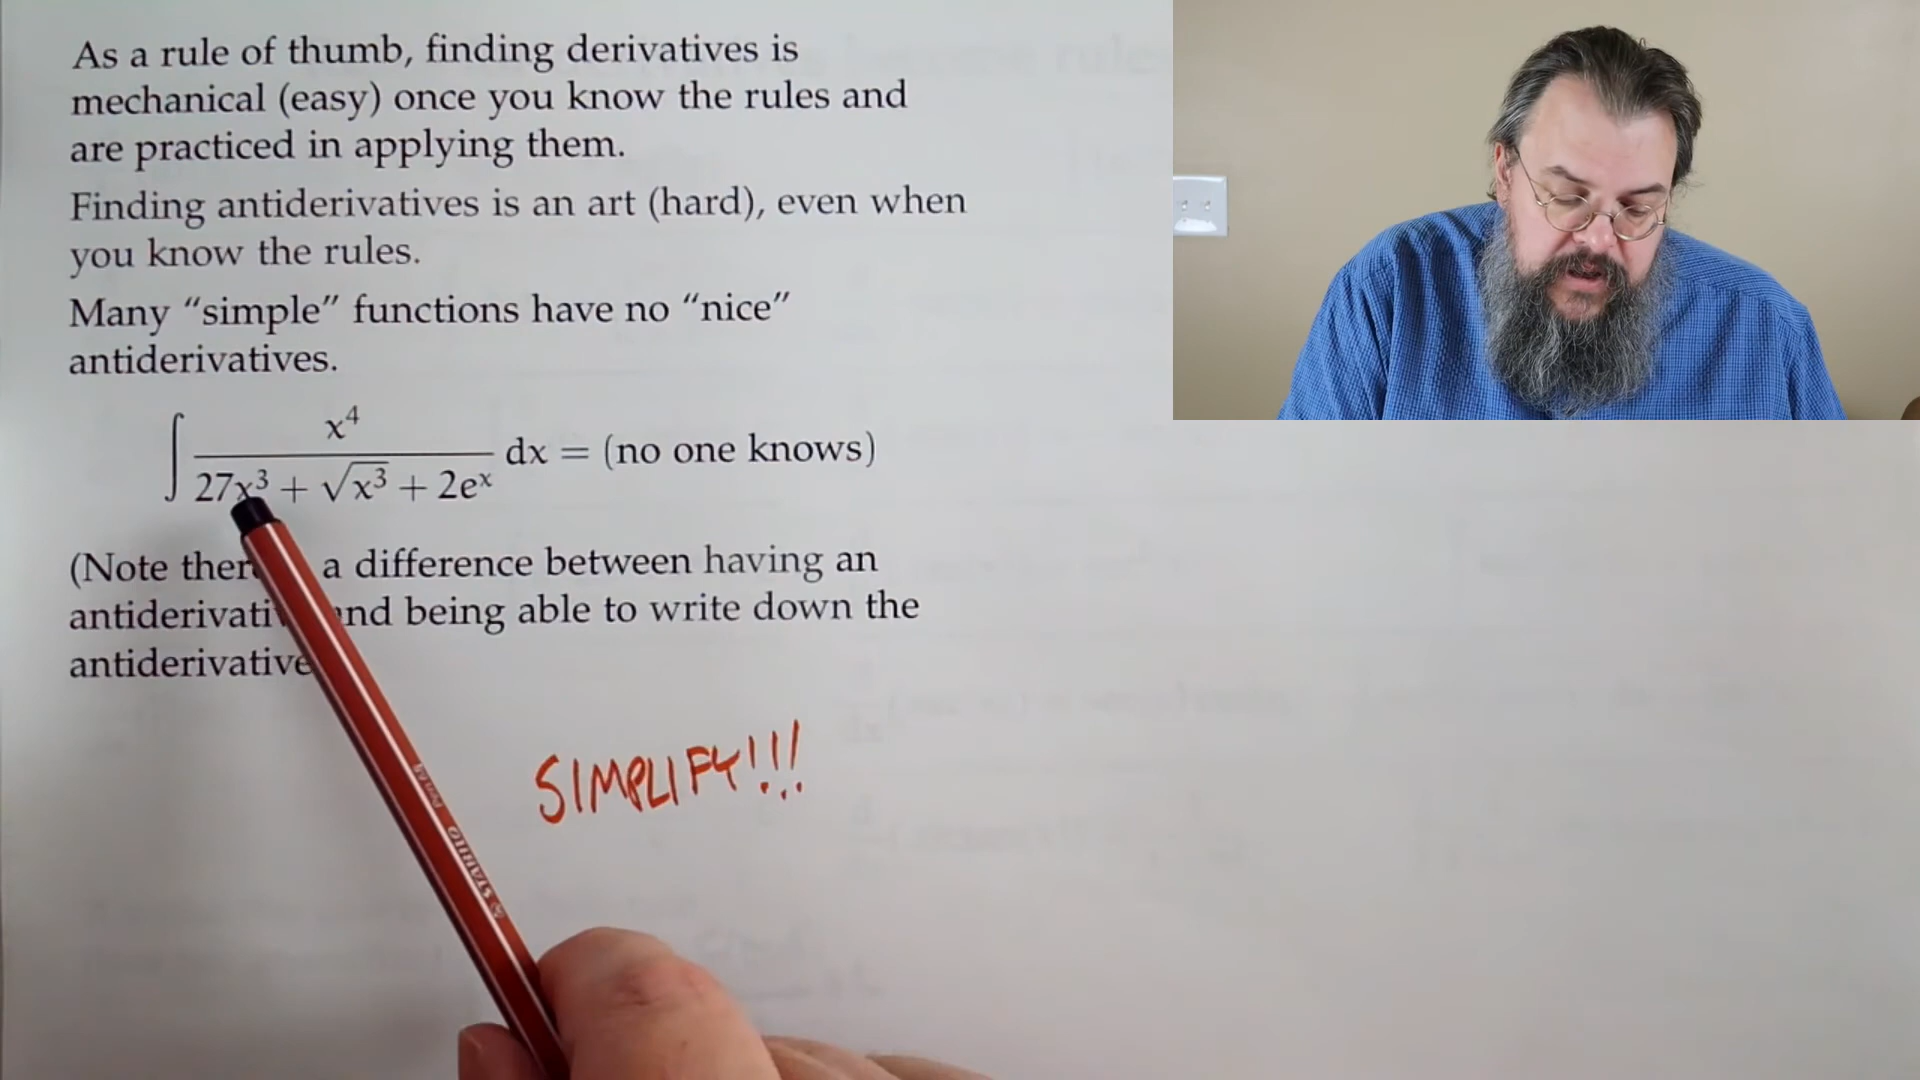 As a rule of thumb, finding derivatives is
mechanical (easy) once you know the rules and
are practiced in applying them.
Finding antiderivatives is an art (hard), even when
you know the rules.
Many “simple” functions have no “nice”
antiderivatives.
∫ x⁴ / (27x³ + √x³ + 2eˣ) dx = (no one knows)
(Note a difference between having an
and being able to write down the
antiderivative
SIMPLIFY!!!
STABILO